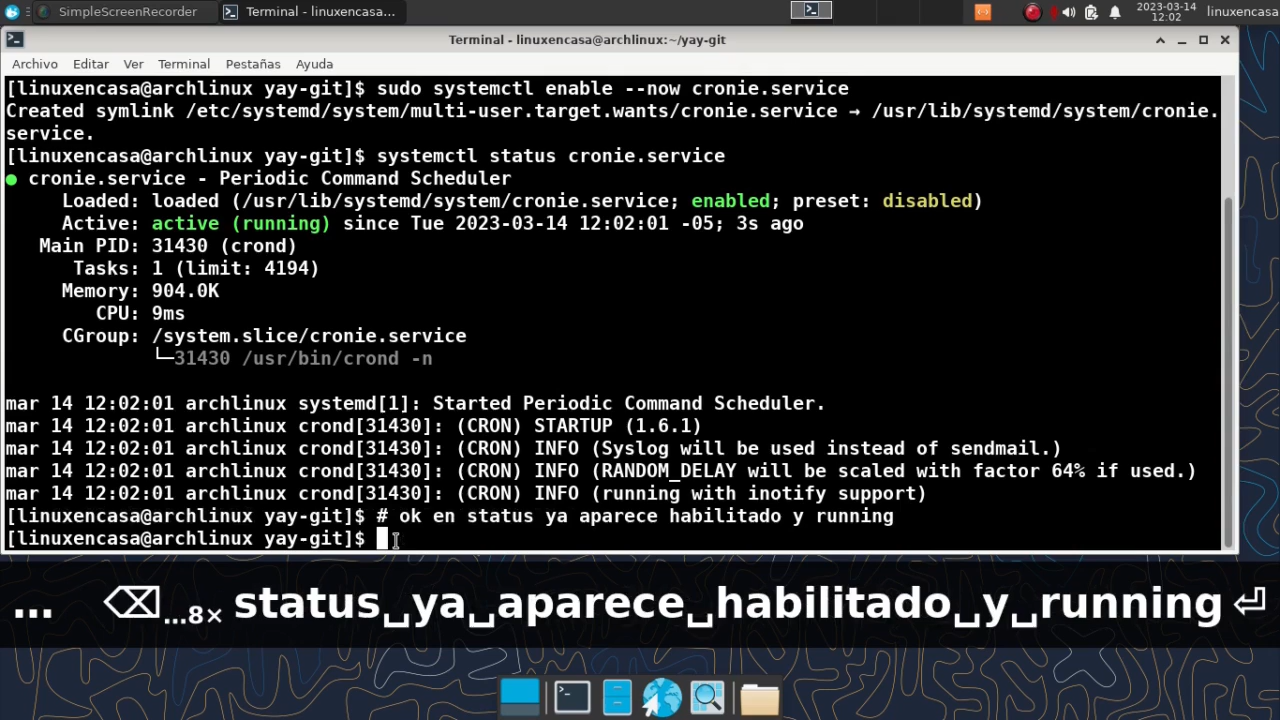 SimpleScreenRecorder
Terminal - linuxencasa...
2023-03-14
12:02
linuxencasa
Terminal - linuxencasa@archlinux:~/yay-git
Archivo Editar Ver Terminal Pestañas Ayuda
[linuxencasa@archlinux yay-git]$ sudo systemctl enable --now cronie.service
Created symlink /etc/systemd/system/multi-user.target.wants/cronie.service → /usr/lib/systemd/system/cronie.
service.
[linuxencasa@archlinux yay-git]$ systemctl status cronie.service
● cronie.service - Periodic Command Scheduler
Loaded: loaded (/usr/lib/systemd/system/cronie.service; enabled; preset: disabled)
Active: active (running) since Tue 2023-03-14 12:02:01 -05; 3s ago
Main PID: 31430 (crond)
Tasks: 1 (limit: 4194)
Memory: 904.0K
CPU: 9ms
CGroup: /system.slice/cronie.service
└─31430 /usr/bin/crond -n
mar 14 12:02:01 archlinux systemd[1]: Started Periodic Command Scheduler.
mar 14 12:02:01 archlinux crond[31430]: (CRON) STARTUP (1.6.1)
mar 14 12:02:01 archlinux crond[31430]: (CRON) INFO (Syslog will be used instead of sendmail.)
mar 14 12:02:01 archlinux crond[31430]: (CRON) INFO (RANDOM_DELAY will be scaled with factor 64% if used.)
mar 14 12:02:01 archlinux crond[31430]: (CRON) INFO (running with inotify support)
[linuxencasa@archlinux yay-git]$ # ok en status ya aparece habilitado y running
[linuxencasa@archlinux yay-git]$
... ⌫...8× status␣ya␣aparece␣habilitado␣y␣running ⏎